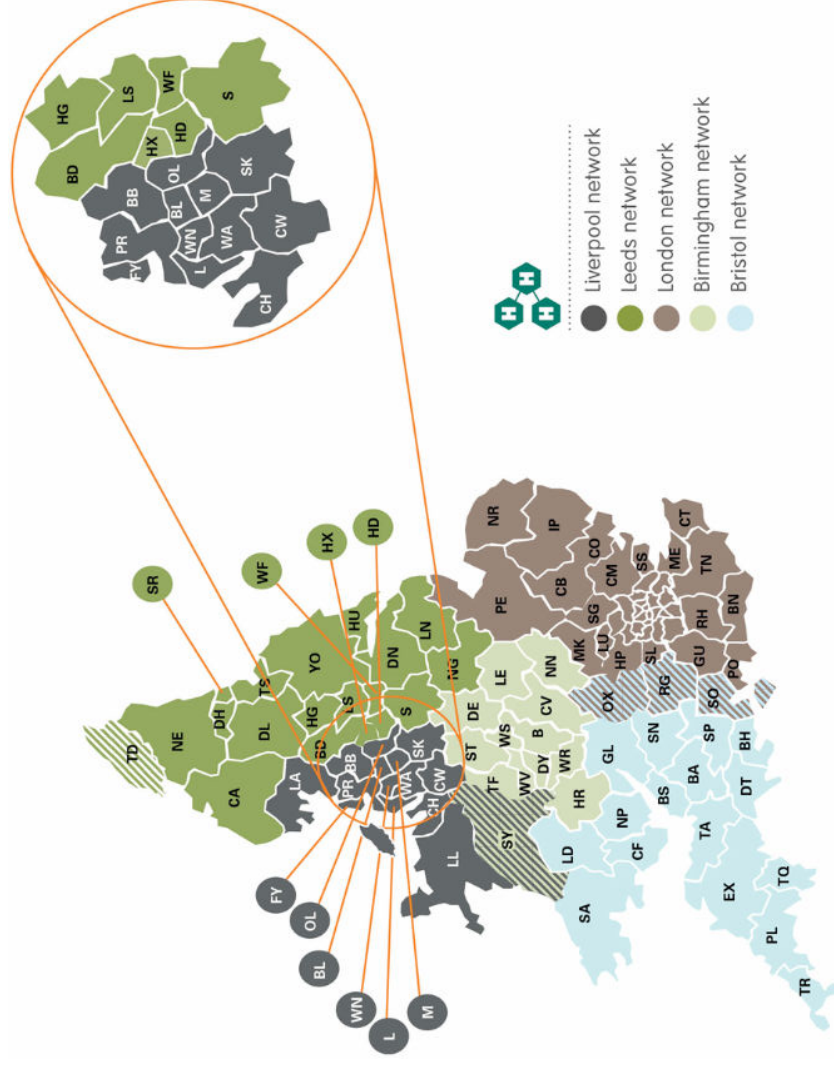 HG
LS
WF
S
BD
HX
HD
BB
OL
BL
M
SK
PR
FY
WN
L
WA
CW
CH
H
H
H
Liverpool network
Leeds network
London network
Birmingham network
Bristol network
SR
WF
HX
HD
TD
NE
DH
TS
CA
DL
YO
HU
HG
LS
BD
DN
LN
S
NG
LA
PR
BB
SK
WA
CW
CH
LL
FY
OL
BL
WN
L
M
ST
DE
LE
TF
WS
WV
B
CV
NN
DY
WR
HR
SY
PE
NR
CB
IP
MK
SG
CO
LU
CM
HP
SS
SL
ME
CT
RH
TN
GU
BN
PO
OX
RG
SO
LD
SA
NP
CF
GL
SN
BS
BA
SP
BH
TA
DT
EX
TQ
PL
TR